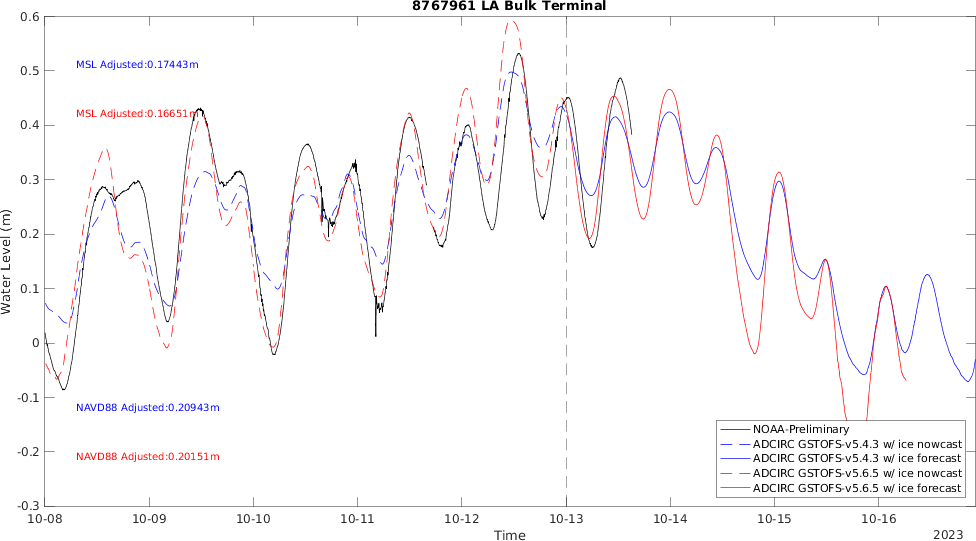 8767961 LA Bulk Terminal
0.6
0.5
0.4
0.3
0.2
0.1
0
-0.1
-0.2
-0.3
Water Level (m)
MSL Adjusted:0.17443m
MSL Adjusted:0.16651m
NAVD88 Adjusted:0.20943m
NAVD88 Adjusted:0.20151m
NOAA-Preliminary
ADCIRC GSTOFS-v5.4.3 w/ ice nowcast
ADCIRC GSTOFS-v5.4.3 w/ ice forecast
ADCIRC GSTOFS-v5.6.5 w/ ice nowcast
ADCIRC GSTOFS-v5.6.5 w/ ice forecast
10-08 10-09 10-10 10-11 10-12 10-13 10-14 10-15 10-16
Time
2023